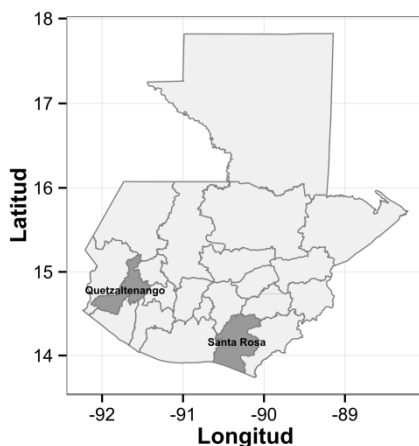 18
17
16
15
14
Latitud
Quetzaltenango
Santa Rosa
-92 -91 -90 -89
Longitud